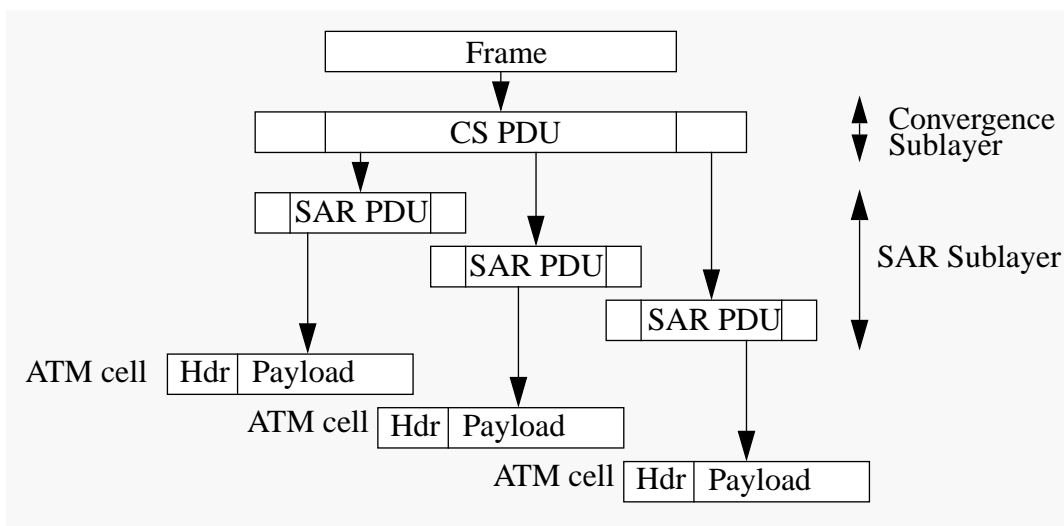 Frame
CS PDU
Convergence
Sublayer
SAR PDU
SAR PDU
SAR Sublayer
SAR PDU
ATM cell Hdr Payload
ATM cell Hdr Payload
ATM cell Hdr Payload